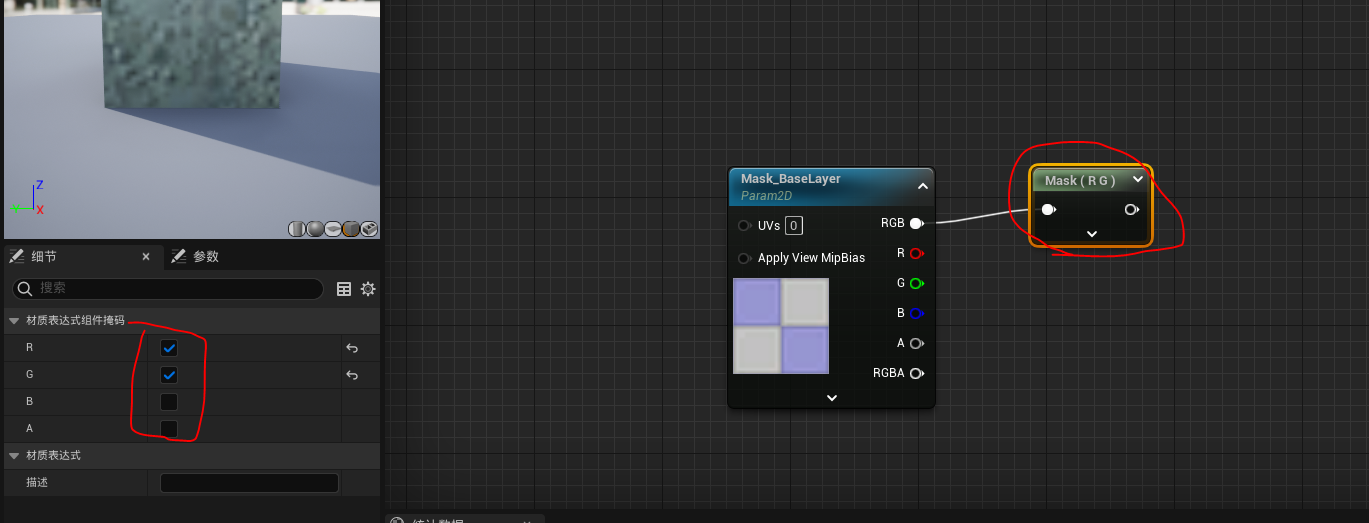 Z
X
细节
×
参数
搜索
材质表达式组件掩码
R
G
B
A
材质表达式
描述
Mask_BaseLayer
Param2D
UVs 0
RGB
Apply View MipBias
R
G
B
A
RGBA
Mask ( R G )